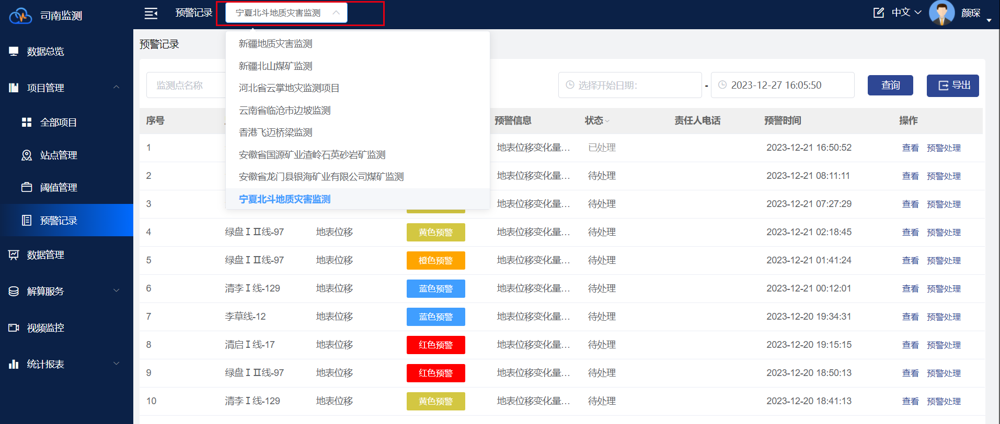 司南监测
预警记录
宁夏北斗地质灾害监测
中文
颜琛
数据总览
项目管理
全部项目
站点管理
阈值管理
预警记录
数据管理
解算服务
视频监控
统计报表
预警记录
新疆地质灾害监测
新疆北山煤矿监测
河北省云掌地灾监测项目
云南省临沧市边坡监测
香港飞迈桥梁监测
安徽省国源矿业渣岭石英砂岩矿监测
安徽省龙门县银海矿业有限公司煤矿监测
宁夏北斗地质灾害监测
监测点名称 选择开始日期: - 2023-12-27 16:05:50 查询 导出
序号 预警信息 状态 责任人电话 预警时间 操作
1 地表位移变化量... 已处理 2023-12-21 16:50:52 查看 预警处理
2 地表位移变化量... 待处理 2023-12-21 08:11:11 查看 预警处理
3 地表位移变化量... 待处理 2023-12-21 07:27:29 查看 预警处理
4 绿盘ⅠⅡ线-97 地表位移 黄色预警 地表位移变化量... 待处理 2023-12-21 02:18:45 查看 预警处理
5 绿盘ⅠⅡ线-97 地表位移 橙色预警 地表位移变化量... 待处理 2023-12-21 01:41:24 查看 预警处理
6 清李Ⅰ线-129 地表位移 蓝色预警 地表位移变化量... 待处理 2023-12-21 00:12:01 查看 预警处理
7 李草线-12 地表位移 蓝色预警 地表位移变化量... 待处理 2023-12-20 19:34:31 查看 预警处理
8 清启Ⅰ线-17 地表位移 红色预警 地表位移变化量... 待处理 2023-12-20 19:15:15 查看 预警处理
9 绿盘ⅠⅡ线-97 地表位移 红色预警 地表位移变化量... 待处理 2023-12-20 18:50:13 查看 预警处理
10 清李Ⅰ线-129 地表位移 黄色预警 地表位移变化量... 待处理 2023-12-20 18:41:13 查看 预警处理